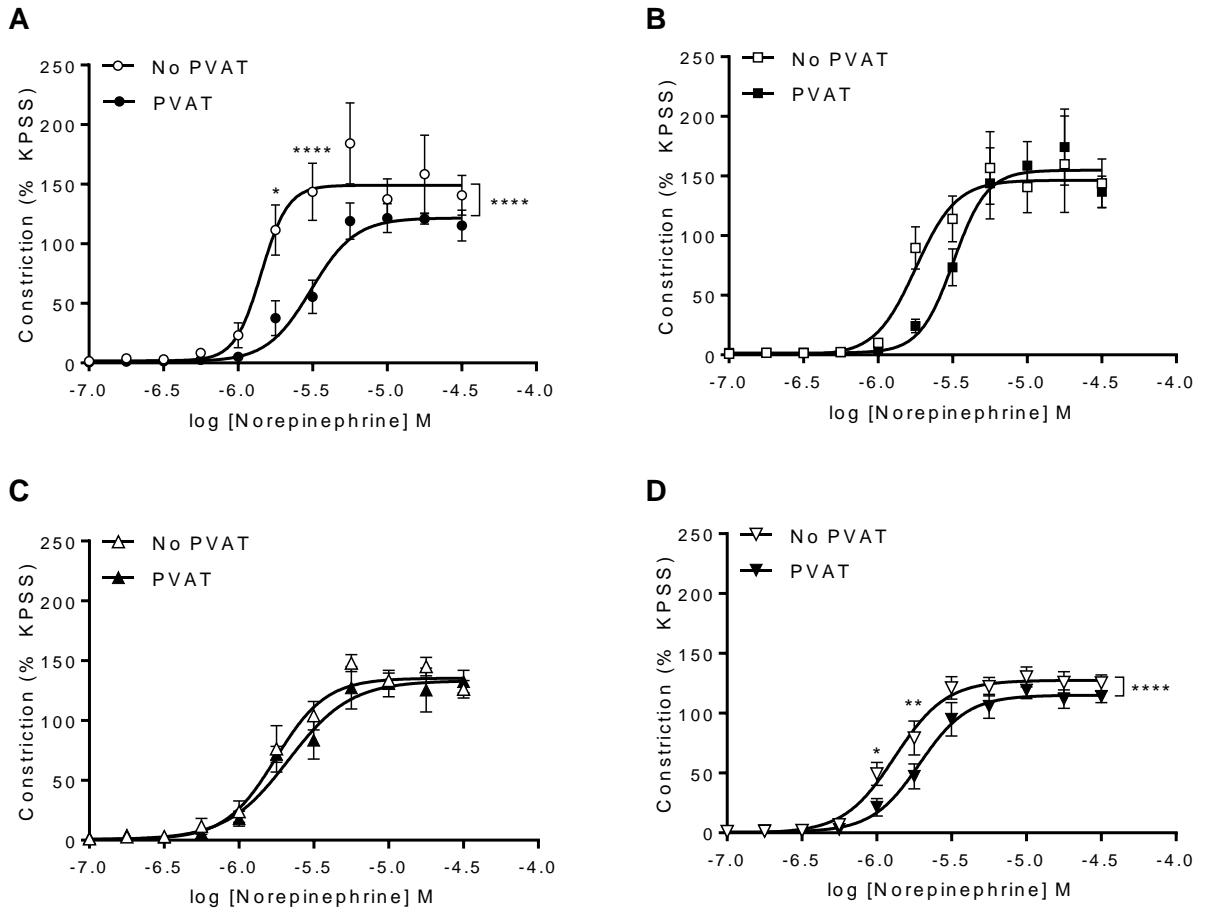 A
No PVAT
PVAT
Constriction (% KPSS)
250
200
150
100
50
0
****
*
****
-7.0 -6.5 -6.0 -5.5 -5.0 -4.5 -4.0
log [Norepinephrine] M
B
No PVAT
PVAT
Constriction (% KPSS)
250
200
150
100
50
0
-7.0 -6.5 -6.0 -5.5 -5.0 -4.5 -4.0
log [Norepinephrine] M
C
No PVAT
PVAT
Constriction (% KPSS)
250
200
150
100
50
0
-7.0 -6.5 -6.0 -5.5 -5.0 -4.5 -4.0
log [Norepinephrine] M
D
No PVAT
PVAT
Constriction (% KPSS)
250
200
150
100
50
0
**
*
****
-7.0 -6.5 -6.0 -5.5 -5.0 -4.5 -4.0
log [Norepinephrine] M